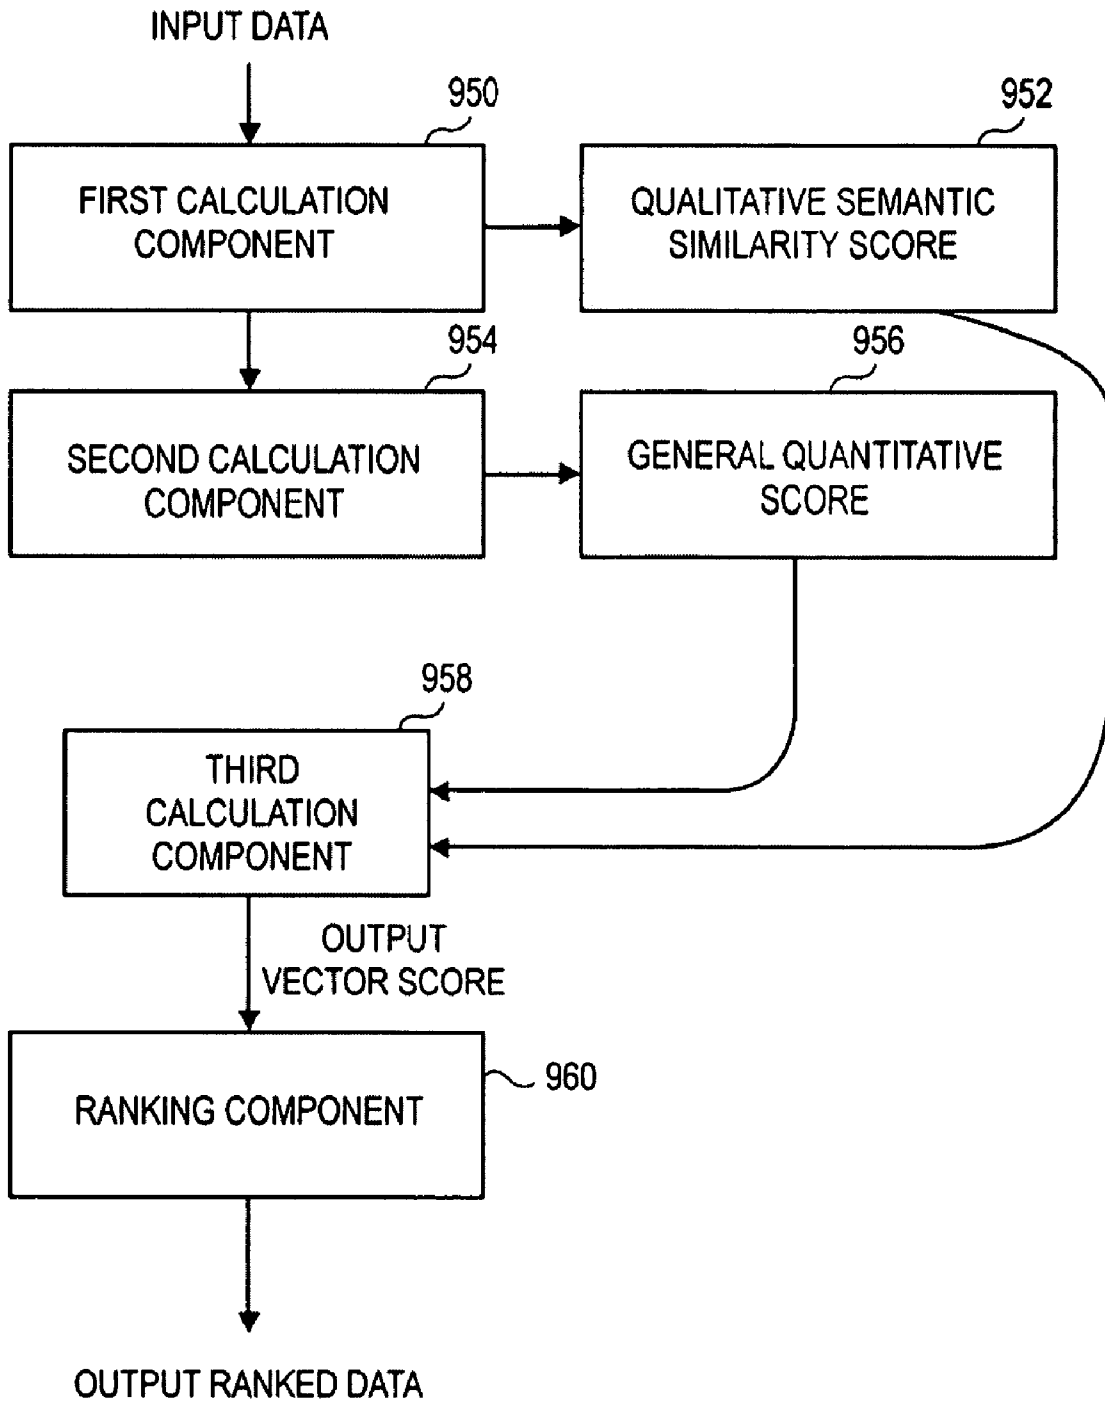 INPUT DATA
950
FIRST CALCULATION
COMPONENT
952
QUALITATIVE SEMANTIC
SIMILARITY SCORE
954
SECOND CALCULATION
COMPONENT
956
GENERAL QUANTITATIVE
SCORE
958
THIRD
CALCULATION
COMPONENT
OUTPUT
VECTOR SCORE
RANKING COMPONENT
960
OUTPUT RANKED DATA